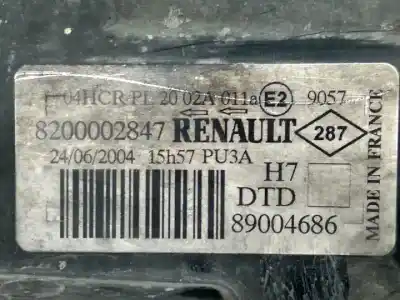 04HCR-PL 20 02A 011a E2 9057
8200002847 RENAULT 287
24/06/2004 15h57 PU3A
H7
DTD
89004686
MADE IN FRANCE